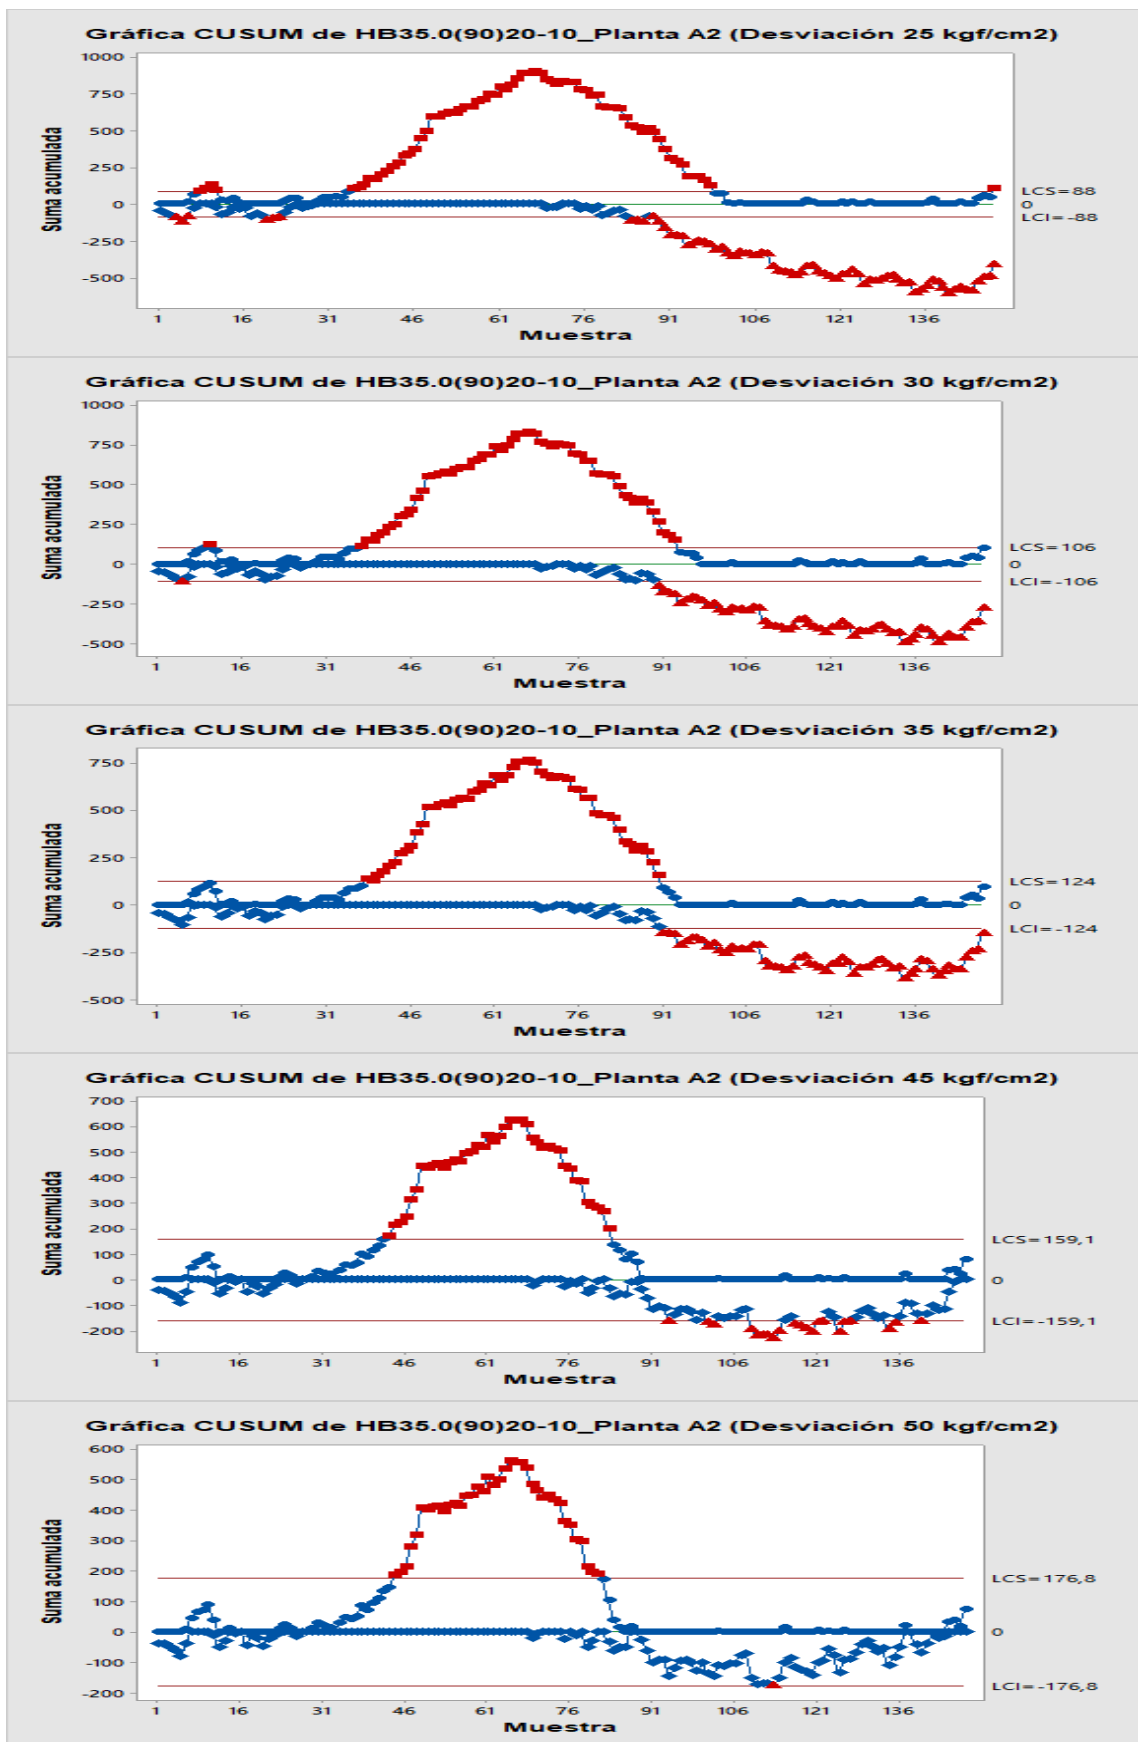 Gráfica CUSUM de HB35.0(90)20-10_Planta A2 (Desviación 25 kgf/cm2)
Suma acumulada
1000
750
500
250
0
-250
-500
LCS=88
0
LCI=-88
1 16 31 46 61 76 91 106 121 136
Muestra
Gráfica CUSUM de HB35.0(90)20-10_Planta A2 (Desviación 30 kgf/cm2)
Suma acumulada
1000
750
500
250
0
-250
-500
LCS=106
0
LCI=-106
1 16 31 46 61 76 91 106 121 136
Muestra
Gráfica CUSUM de HB35.0(90)20-10_Planta A2 (Desviación 35 kgf/cm2)
Suma acumulada
750
500
250
0
-250
-500
LCS=124
0
LCI=-124
1 16 31 46 61 76 91 106 121 136
Muestra
Gráfica CUSUM de HB35.0(90)20-10_Planta A2 (Desviación 45 kgf/cm2)
Suma acumulada
700
600
500
400
300
200
100
0
-100
-200
LCS=159,1
0
LCI=-159,1
1 16 31 46 61 76 91 106 121 136
Muestra
Gráfica CUSUM de HB35.0(90)20-10_Planta A2 (Desviación 50 kgf/cm2)
Suma acumulada
600
500
400
300
200
100
0
-100
-200
LCS=176,8
0
LCI=-176,8
1 16 31 46 61 76 91 106 121 136
Muestra